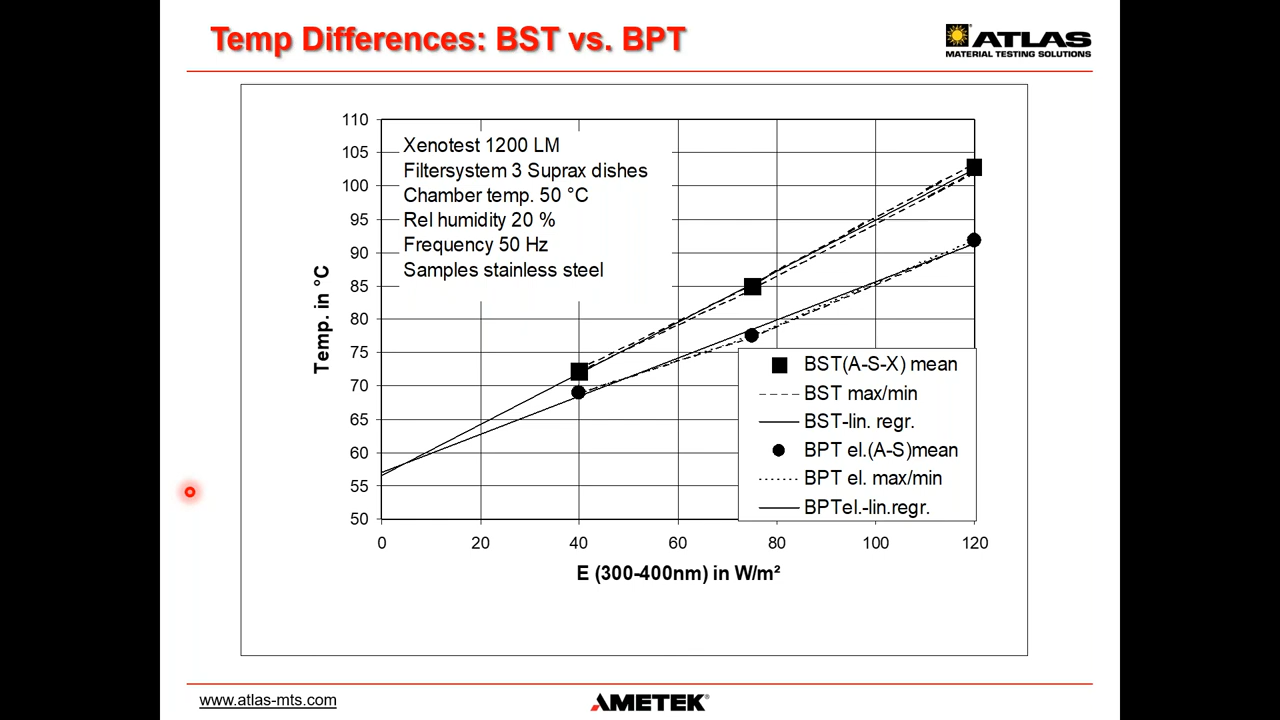 Temp Differences: BST vs. BPT
ATLAS
MATERIAL TESTING SOLUTIONS
110
105
100
95
90
85
80
75
70
65
60
55
50
Temp. in °C
Xenotest 1200 LM
Filtersystem 3 Suprax dishes
Chamber temp. 50 °C
Rel humidity 20 %
Frequency 50 Hz
Samples stainless steel
BST(A-S-X) mean
BST max/min
BST-lin. regr.
BPT el.(A-S)mean
BPT el. max/min
BPTel.-lin.regr.
0 20 40 60 80 100 120
E (300-400nm) in W/m²
www.atlas-mts.com
AMETEK®